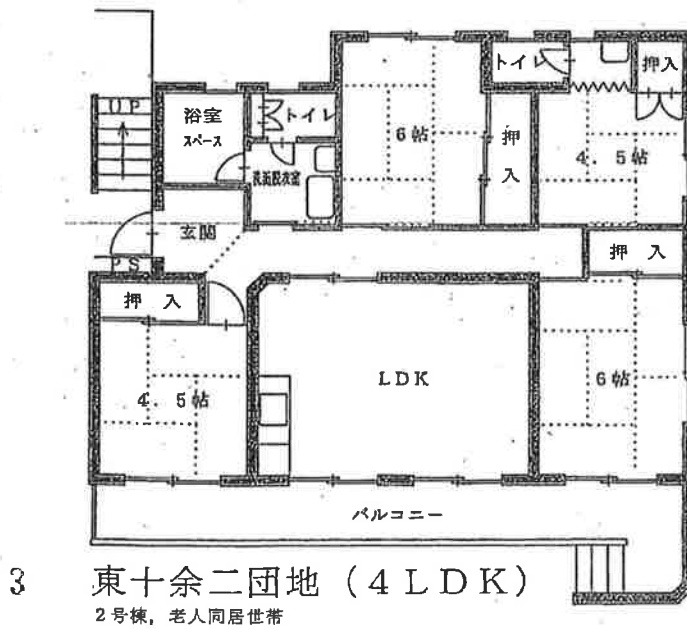 トイレ
押入
UP
浴室
スペース
トイレ
6帖
押入
4.5帖
洗面脱衣室
玄関
押入
PS
押入
LDK
4.5帖
6帖
バルコニー
3 東十余二団地(4LDK)
2号棟, 老人同居世帯